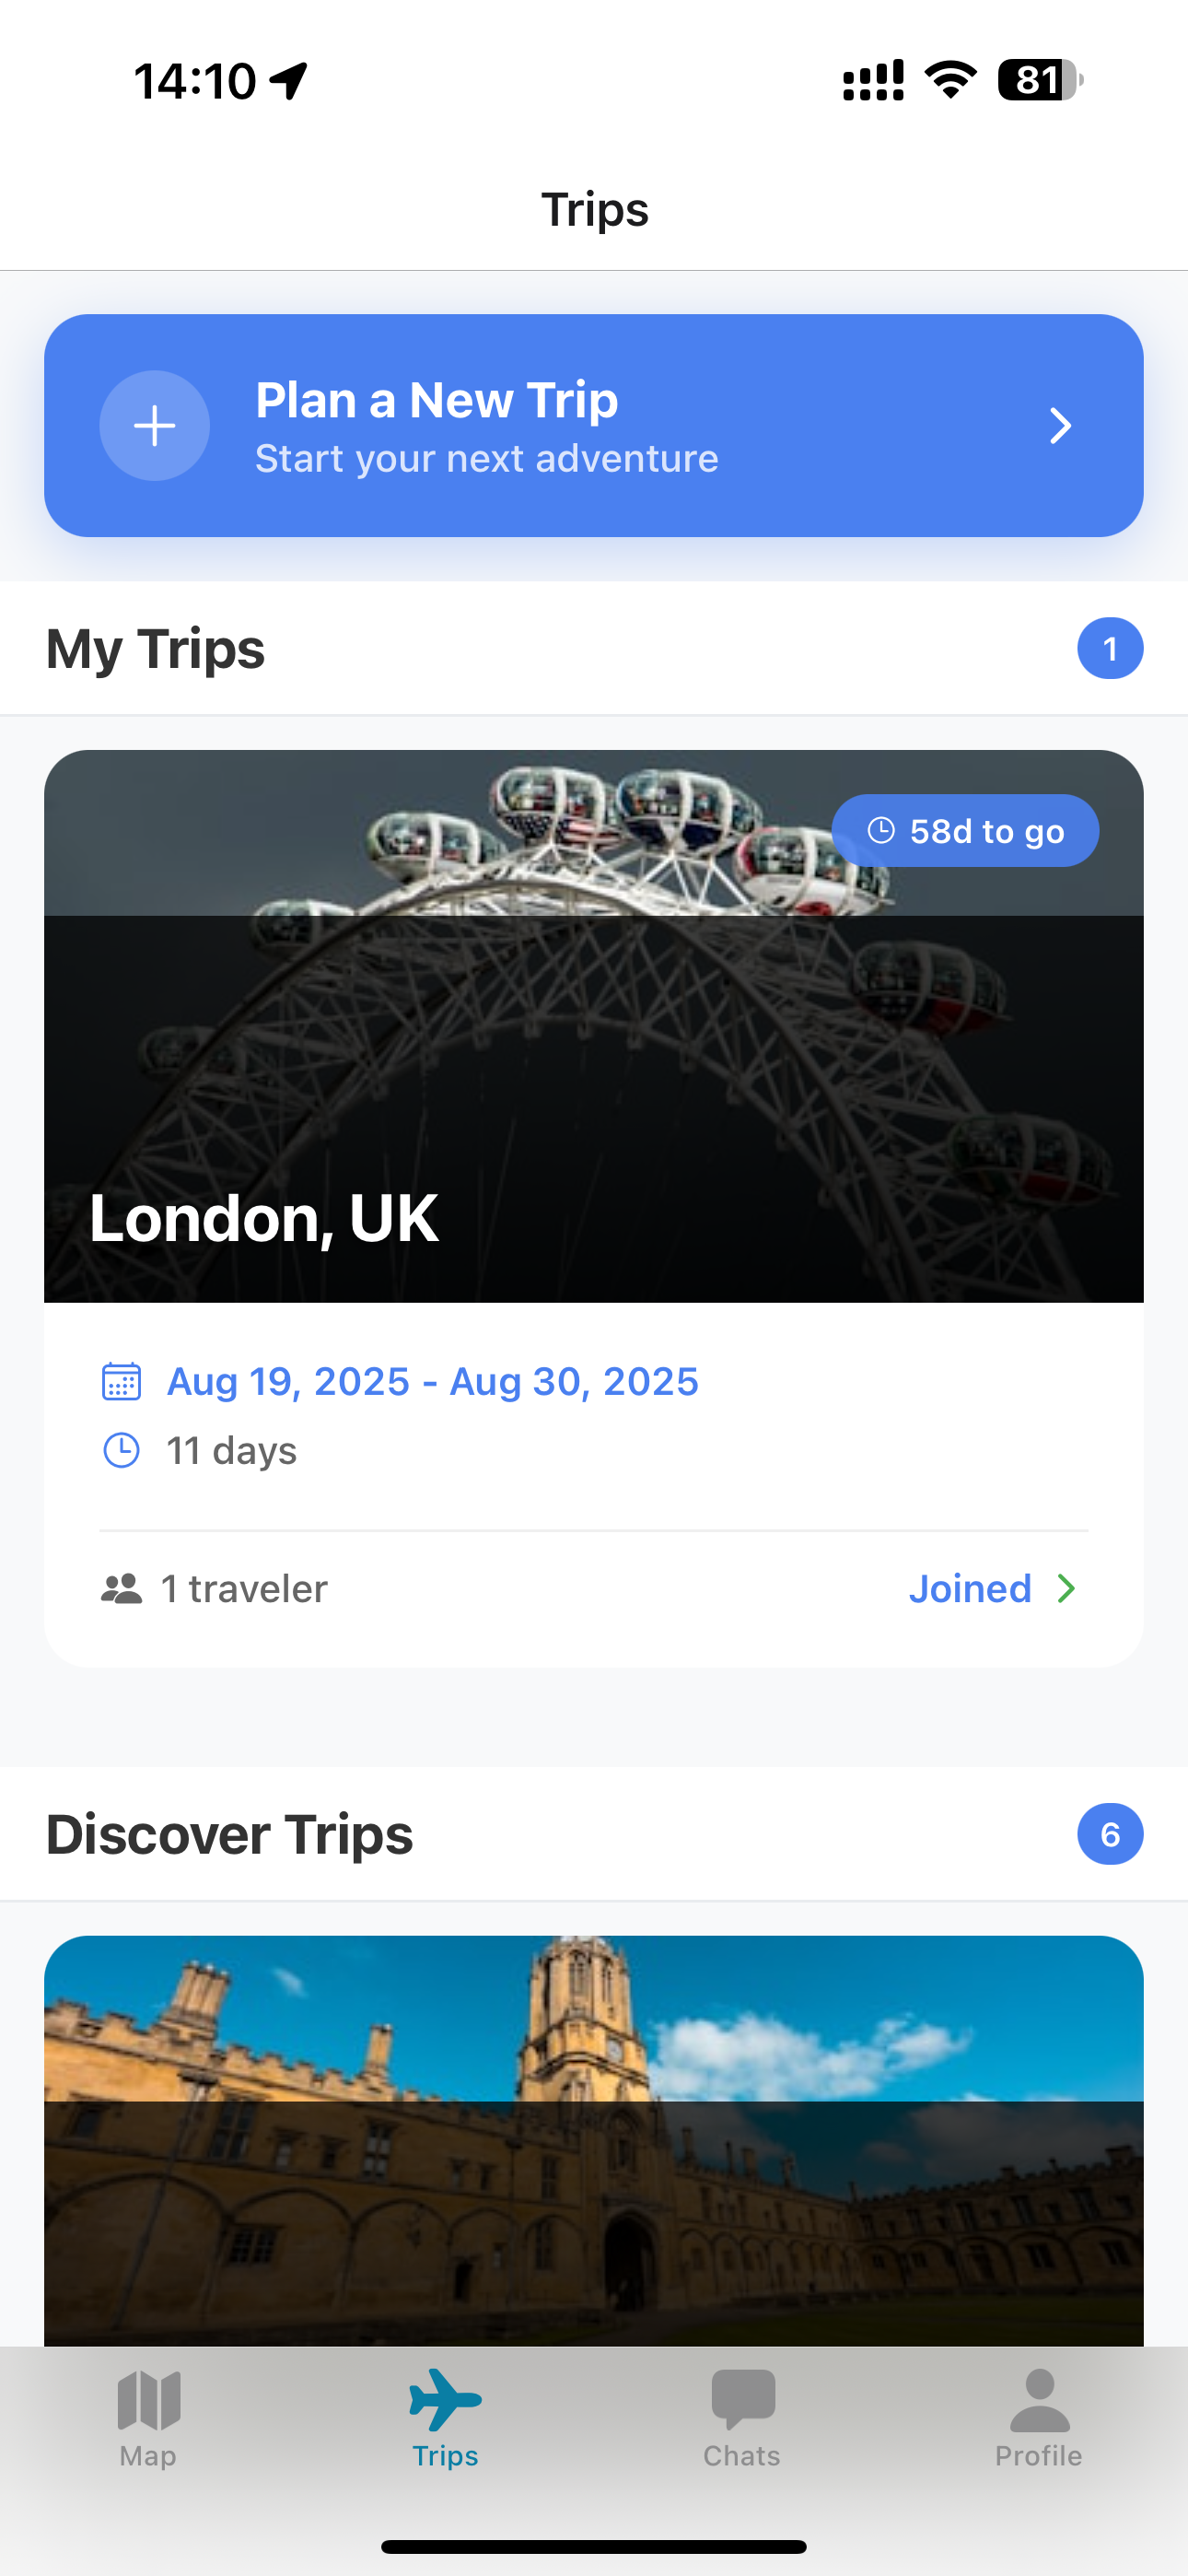 14:10
81
Trips
Plan a New Trip
Start your next adventure
My Trips
1
58d to go
London, UK
Aug 19, 2025 - Aug 30, 2025
11 days
1 traveler
Joined
Discover Trips
6
Map
Trips
Chats
Profile